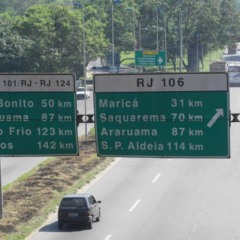 101/RJ - RJ 124
Bonito 50 KM
uama 87 KM
o Frio 123 KM
os 142 KM
RJ 106
Maricá 31 KM
Saquarema 70 KM
Araruama 87 KM
S.P. Aldeia 114 KM